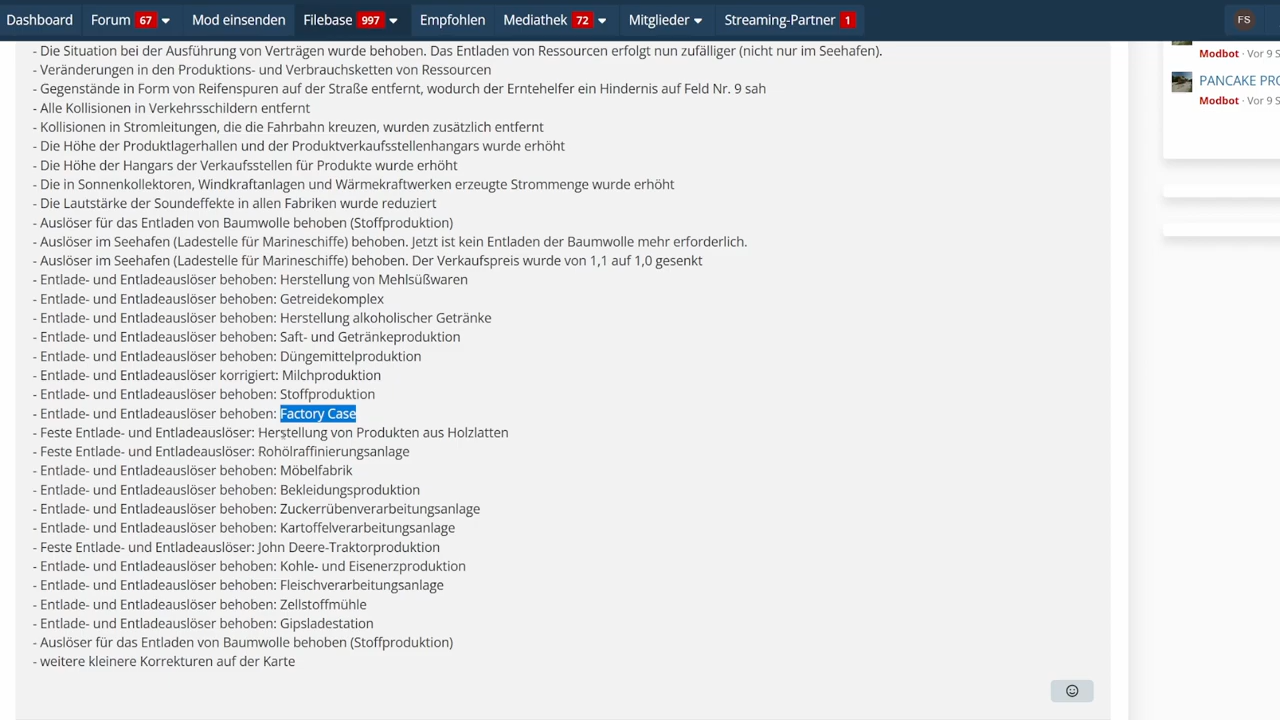 Dashboard Forum 67 Mod einsenden Filebase 997 Empfohlen Mediathek 72 Mitglieder Streaming-Partner 1 FS
- Die Situation bei der Ausführung von Verträgen wurde behoben. Das Entladen von Ressourcen erfolgt nun zufälliger (nicht nur im Seehafen).
- Veränderungen in den Produktions- und Verbrauchsketten von Ressourcen
- Gegenstände in Form von Reifenspuren auf der Straße entfernt, wodurch der Erntehelfer ein Hindernis auf Feld Nr. 9 sah
- Alle Kollisionen in Verkehrsschildern entfernt
- Kollisionen in Stromleitungen, die die Fahrbahn kreuzen, wurden zusätzlich entfernt
- Die Höhe der Produktlagerhallen und der Produktverkaufsstellenhangars wurde erhöht
- Die Höhe der Hangars der Verkaufsstellen für Produkte wurde erhöht
- Die in Sonnenkollektoren, Windkraftanlagen und Wärmekraftwerken erzeugte Strommenge wurde erhöht
- Die Lautstärke der Soundeffekte in allen Fabriken wurde reduziert
- Auslöser für das Entladen von Baumwolle behoben (Stoffproduktion)
- Auslöser im Seehafen (Ladestelle für Marineschiffe) behoben. Jetzt ist kein Entladen der Baumwolle mehr erforderlich.
- Auslöser im Seehafen (Ladestelle für Marineschiffe) behoben. Der Verkaufspreis wurde von 1,1 auf 1,0 gesenkt
- Entlade- und Entladeauslöser behoben: Herstellung von Mehlsüßwaren
- Entlade- und Entladeauslöser behoben: Getreidekomplex
- Entlade- und Entladeauslöser behoben: Herstellung alkoholischer Getränke
- Entlade- und Entladeauslöser behoben: Saft- und Getränkeproduktion
- Entlade- und Entladeauslöser behoben: Düngemittelproduktion
- Entlade- und Entladeauslöser korrigiert: Milchproduktion
- Entlade- und Entladeauslöser behoben: Stoffproduktion
- Entlade- und Entladeauslöser behoben: Factory Case
- Feste Entlade- und Entladeauslöser: Herstellung von Produkten aus Holzlatten
- Feste Entlade- und Entladeauslöser: Rohölraffinierungsanlage
- Entlade- und Entladeauslöser behoben: Möbelfabrik
- Entlade- und Entladeauslöser behoben: Bekleidungsproduktion
- Entlade- und Entladeauslöser behoben: Zuckerrübenverarbeitungsanlage
- Entlade- und Entladeauslöser behoben: Kartoffelverarbeitungsanlage
- Feste Entlade- und Entladeauslöser: John Deere-Traktorproduktion
- Entlade- und Entladeauslöser behoben: Kohle- und Eisenerzproduktion
- Entlade- und Entladeauslöser behoben: Fleischverarbeitungsanlage
- Entlade- und Entladeauslöser behoben: Zellstoffmühle
- Entlade- und Entladeauslöser behoben: Gipsladestation
- Auslöser für das Entladen von Baumwolle behoben (Stoffproduktion)
- weitere kleinere Korrekturen auf der Karte
Modbot · Vor 9 S
PANCAKE PRO
Modbot · Vor 9 S